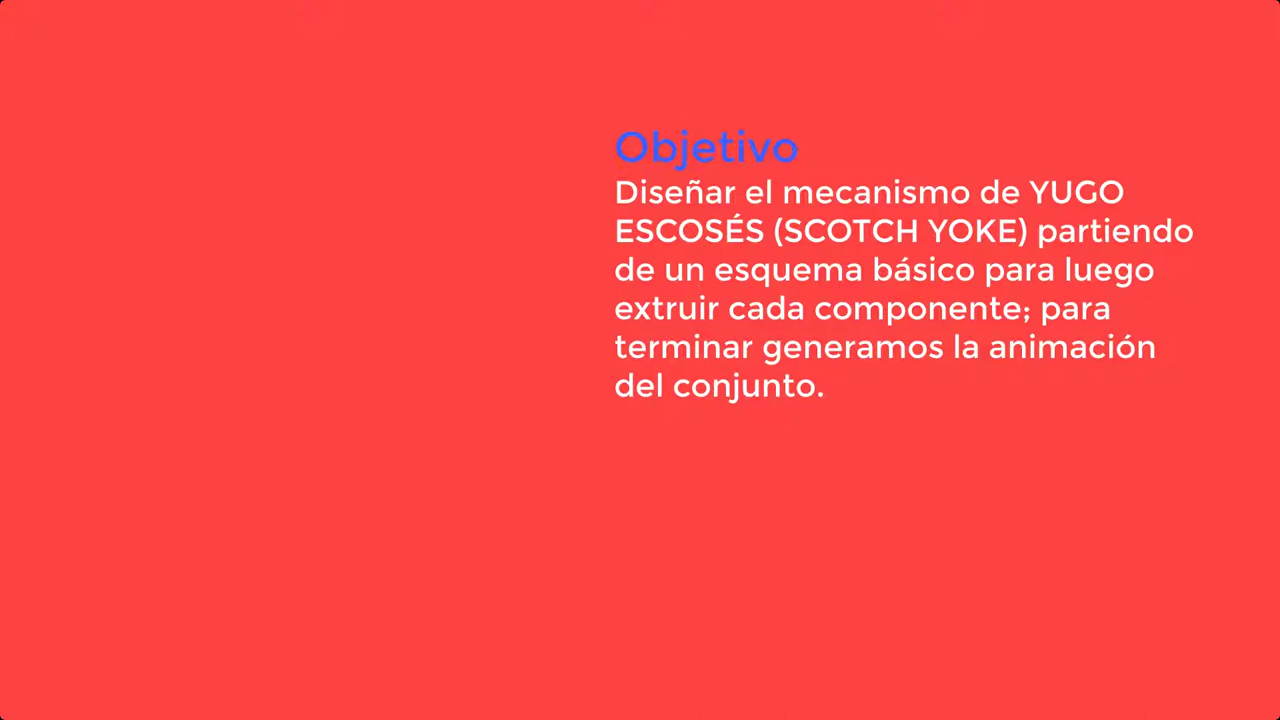 Objetivo
Diseñar el mecanismo de YUGO
ESCOSÉS (SCOTCH YOKE) partiendo
de un esquema básico para luego
extruir cada componente; para
terminar generamos la animación
del conjunto.